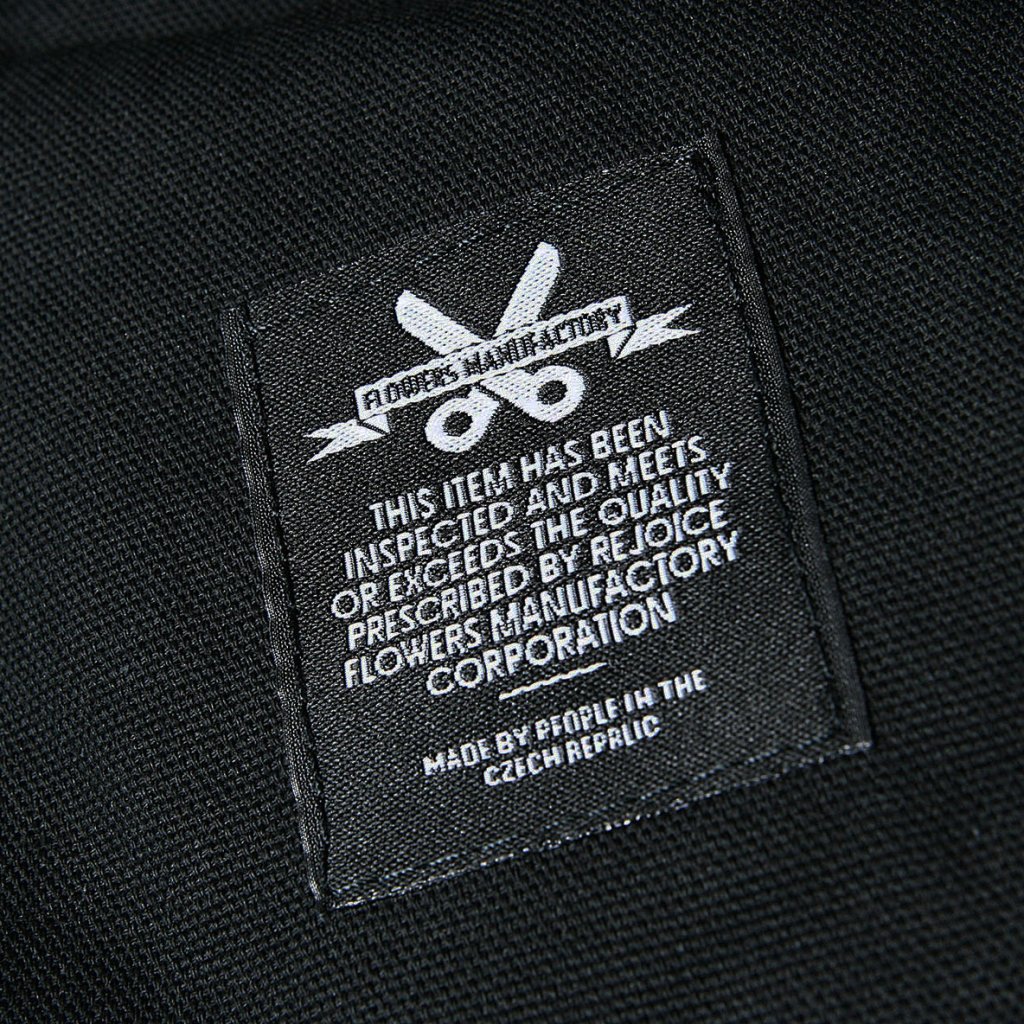 FLOWERS MANUFACTORY
THIS ITEM HAS BEEN
INSPECTED AND MEETS
OR EXCEEDS THE QUALITY
PRESCRIBED BY REJOICE
FLOWERS MANUFACTORY
CORPORATION
MADE BY PEOPLE IN THE
CZECH REPRLIC